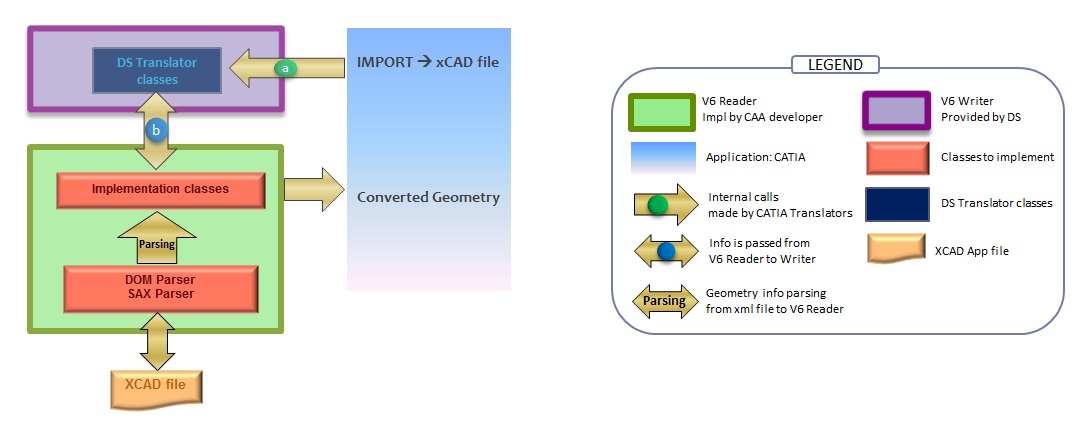 DS Translator
classes
a
IMPORT → xCAD file
b
Implementation classes
Converted Geometry
Parsing
DOM Parser
SAX Parser
XCAD file
LEGEND
V6 Reader
Impl by CAA developer
V6 Writer
Provided by DS
Application: CATIA
Classes to implement
Internal calls
made by CATIA Translators
DS Translator classes
Info is passed from
V6 Reader to Writer
XCAD App file
Parsing
Geometry info parsing
from xml file to V6 Reader